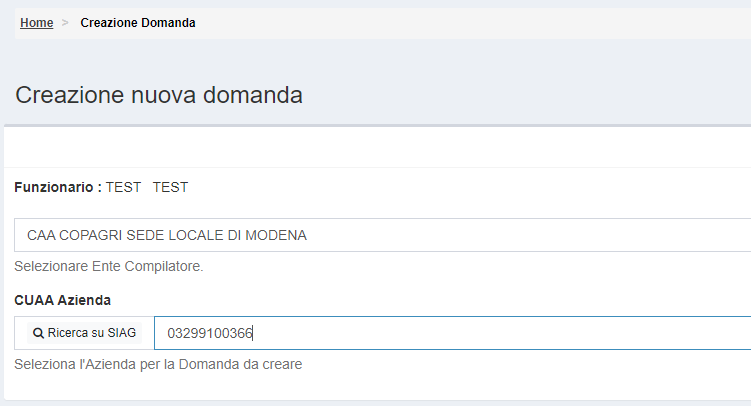 Home > Creazione Domanda
Creazione nuova domanda
Funzionario : TEST TEST
CAA COPAGRI SEDE LOCALE DI MODENA
Selezionare Ente Compilatore.
CUAA Azienda
Ricerca su SIAG 03299100366
Seleziona l'Azienda per la Domanda da creare